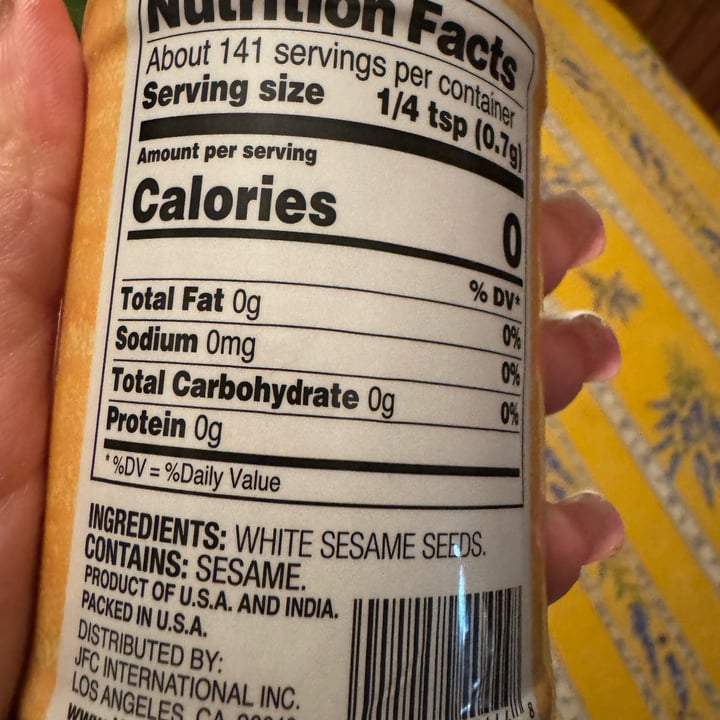 Nutrition Facts
About 141 servings per container
Serving size 1/4 tsp (0.7g)
Amount per serving
Calories 0
% DV*
Total Fat 0g 0%
Sodium 0mg 0%
Total Carbohydrate 0g 0%
Protein 0g
*%DV = %Daily Value
INGREDIENTS: WHITE SESAME SEEDS.
CONTAINS: SESAME.
PRODUCT OF U.S.A. AND INDIA.
PACKED IN U.S.A.
DISTRIBUTED BY:
JFC INTERNATIONAL INC.
LOS ANGELES, CA
8